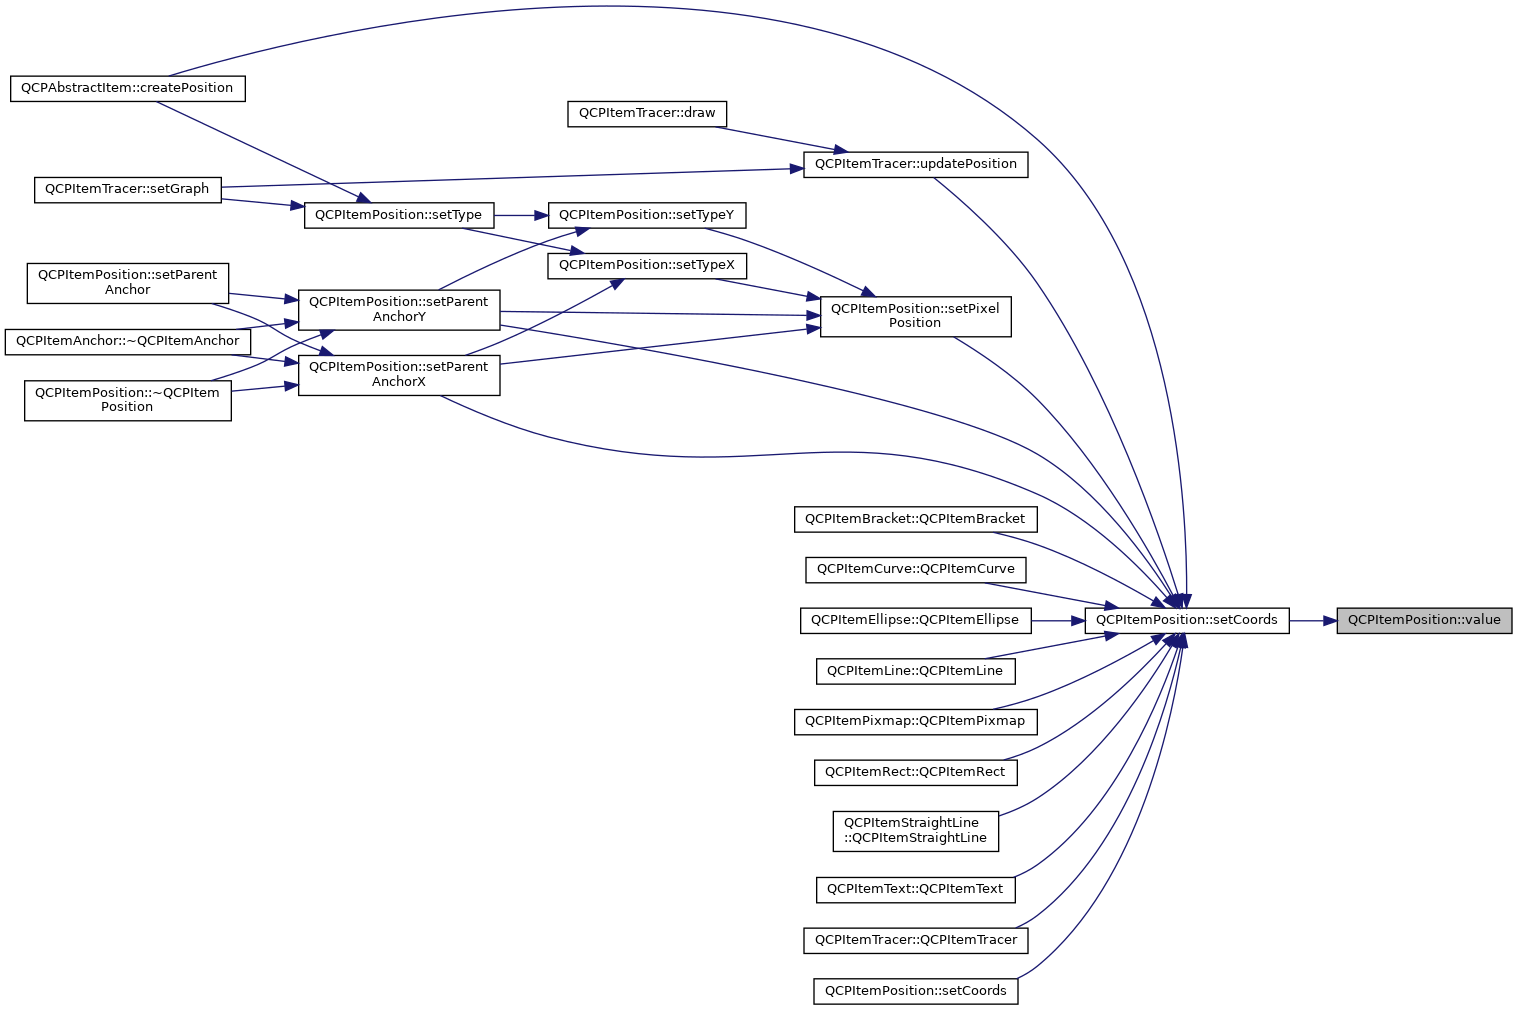 QCPAbstractItem::createPosition
QCPItemTracer::draw
QCPItemTracer::updatePosition
QCPItemTracer::setGraph
QCPItemPosition::setType
QCPItemPosition::setTypeY
QCPItemPosition::setTypeX
QCPItemPosition::setParent
Anchor
QCPItemPosition::setParent
AnchorY
QCPItemPosition::setPixel
Position
QCPItemAnchor::~QCPItemAnchor
QCPItemPosition::setParent
AnchorX
QCPItemPosition::~QCPItem
Position
QCPItemBracket::QCPItemBracket
QCPItemCurve::QCPItemCurve
QCPItemEllipse::QCPItemEllipse
QCPItemPosition::setCoords
QCPItemPosition::value
QCPItemLine::QCPItemLine
QCPItemPixmap::QCPItemPixmap
QCPItemRect::QCPItemRect
QCPItemStraightLine
::QCPItemStraightLine
QCPItemText::QCPItemText
QCPItemTracer::QCPItemTracer
QCPItemPosition::setCoords